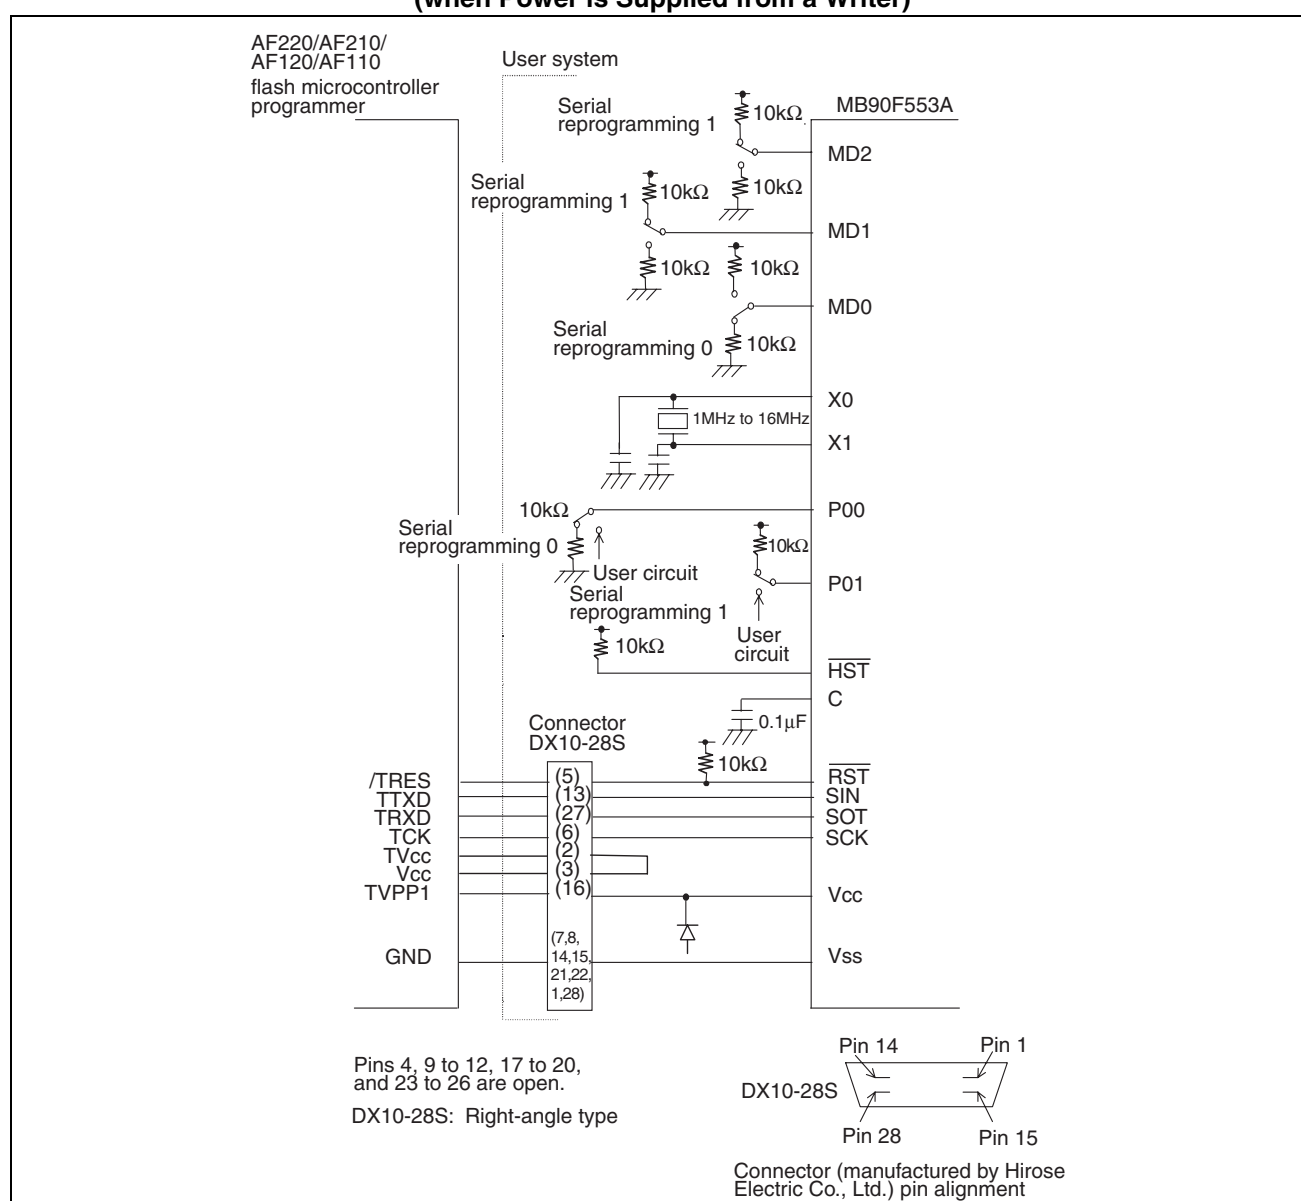 (when Power is Supplied from a Writer)
AF220/AF210/
AF120/AF110
flash microcontroller
programmer
User system
Serial
reprogramming 1
10kΩ
MB90F553A
MD2
10kΩ
Serial
reprogramming 1
10kΩ
MD1
10kΩ
10kΩ
MD0
Serial
reprogramming 0
10kΩ
X0
1MHz to 16MHz
X1
10kΩ
P00
Serial
reprogramming 0
10kΩ
User circuit
P01
Serial
reprogramming 1
User
circuit
10kΩ
HST
C
0.1µF
Connector
DX10-28S
10kΩ
/TRES
(5)
RST
TTXD
(13)
SIN
TRXD
(27)
SOT
TCK
(6)
SCK
TVcc
(2)
Vcc
(3)
TVPP1
(16)
Vcc
GND
(7,8,
14,15,
21,22,
1,28)
Vss
Pins 4, 9 to 12, 17 to 20,
and 23 to 26 are open.
DX10-28S: Right-angle type
Pin 14
Pin 1
DX10-28S
Pin 28
Pin 15
Connector (manufactured by Hirose
Electric Co., Ltd.) pin alignment